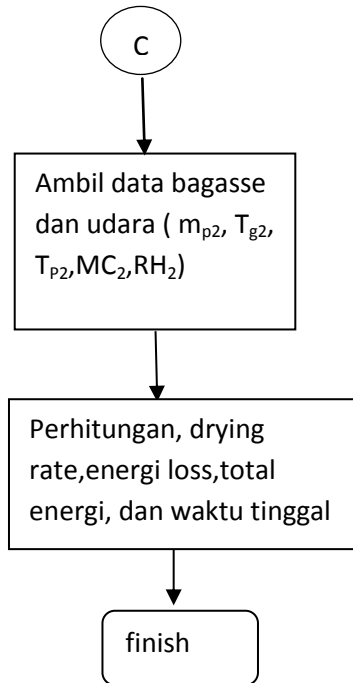 C
Ambil data bagasse
dan udara ( mp2, Tg2,
TP2,MC2,RH2)
Perhitungan, drying
rate,energi loss,total
energi, dan waktu tinggal
finish